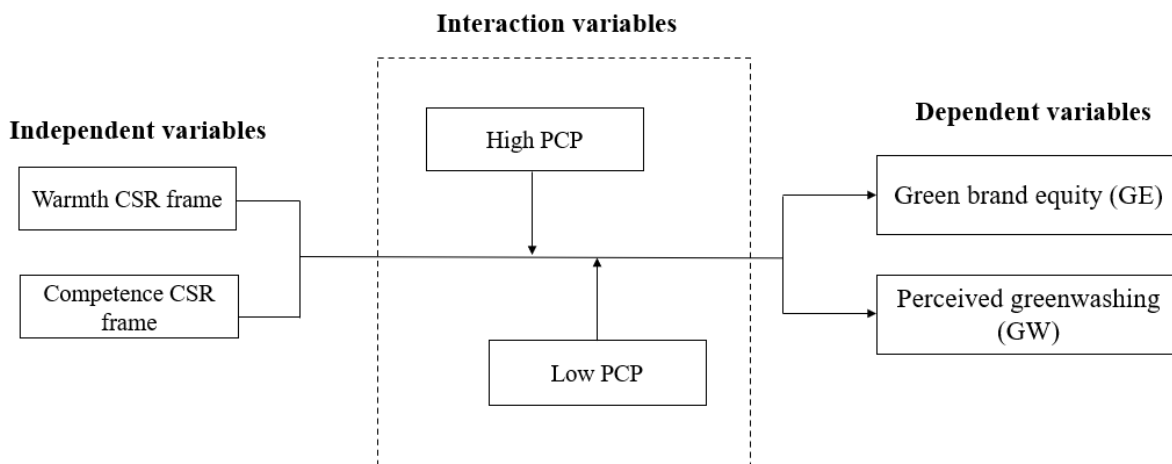 Interaction variables
Independent variables
Warmth CSR frame
Competence CSR
frame
High PCP
Low PCP
Dependent variables
Green brand equity (GE)
Perceived greenwashing
(GW)